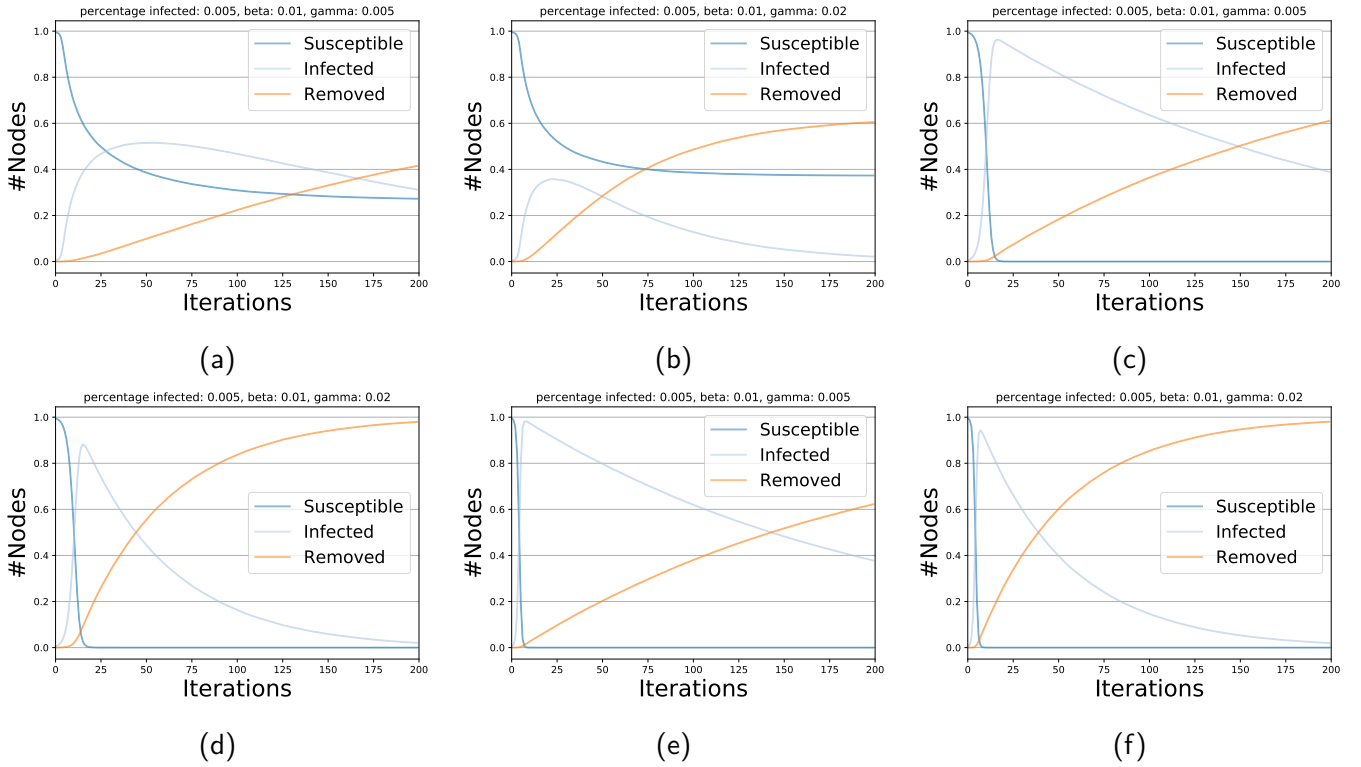 percentage infected: 0.005, beta: 0.01, gamma: 0.005
#Nodes
1.0
0.8
0.6
0.4
0.2
0.0
Susceptible
Infected
Removed
0 25 50 75 100 125 150 175 200
Iterations
(a)
percentage infected: 0.005, beta: 0.01, gamma: 0.02
#Nodes
1.0
0.8
0.6
0.4
0.2
0.0
Susceptible
Infected
Removed
0 25 50 75 100 125 150 175 200
Iterations
(b)
percentage infected: 0.005, beta: 0.01, gamma: 0.005
#Nodes
1.0
0.8
0.6
0.4
0.2
0.0
Susceptible
Infected
Removed
0 25 50 75 100 125 150 175 200
Iterations
(c)
percentage infected: 0.005, beta: 0.01, gamma: 0.02
#Nodes
1.0
0.8
0.6
0.4
0.2
0.0
Susceptible
Infected
Removed
0 25 50 75 100 125 150 175 200
Iterations
(d)
percentage infected: 0.005, beta: 0.01, gamma: 0.005
#Nodes
1.0
0.8
0.6
0.4
0.2
0.0
Susceptible
Infected
Removed
0 25 50 75 100 125 150 175 200
Iterations
(e)
percentage infected: 0.005, beta: 0.01, gamma: 0.02
#Nodes
1.0
0.8
0.6
0.4
0.2
0.0
Susceptible
Infected
Removed
0 25 50 75 100 125 150 175 200
Iterations
(f)